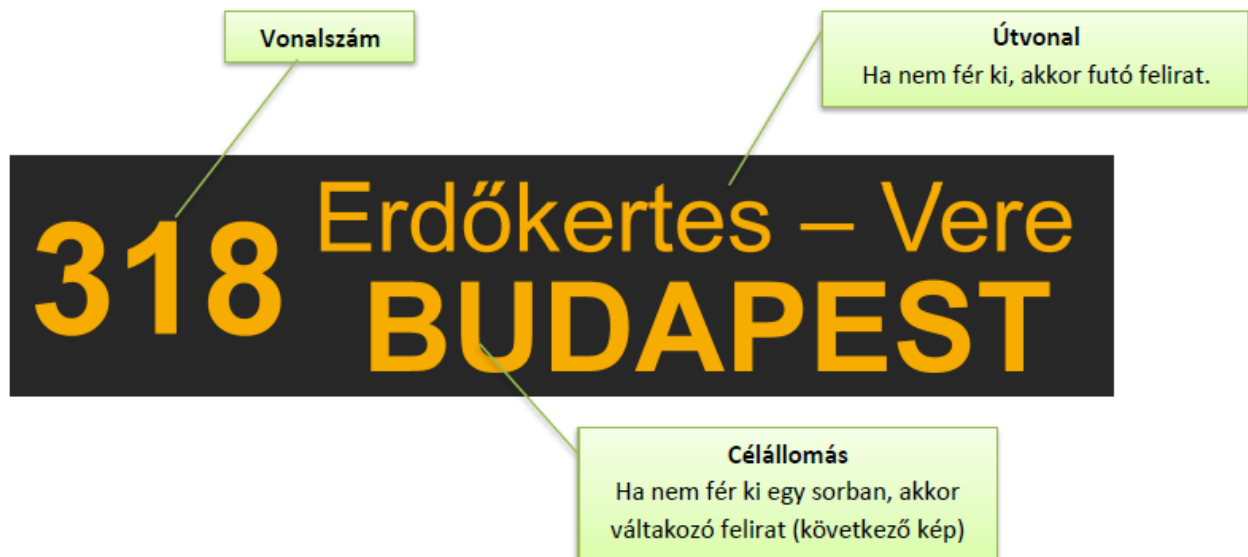 Vonalszám
Útvonal
Ha nem fér ki, akkor futó felirat.
318
Erdőkertes – Vere
BUDAPEST
Célállomás
Ha nem fér ki egy sorban, akkor
váltakozó felirat (következő kép)